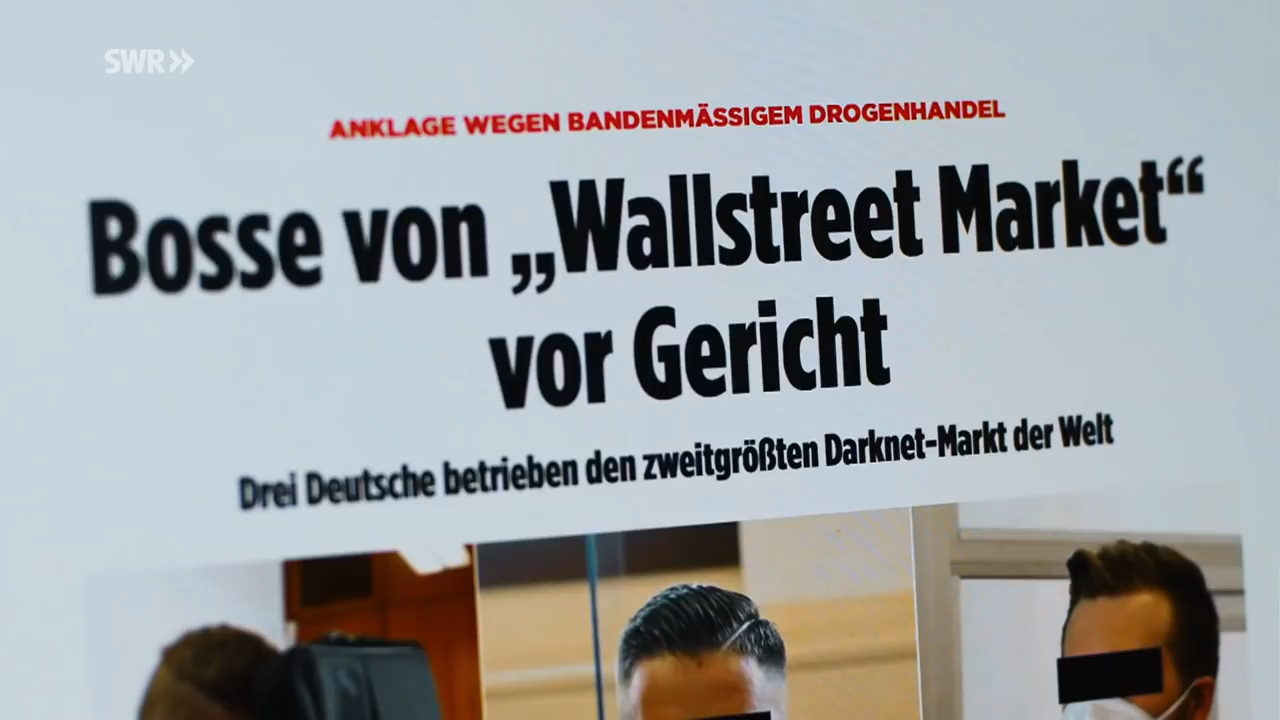 SWR»
ANKLAGE WEGEN BANDENMÄSSIGEM DROGENHANDEL
Bosse von „Wallstreet Market“
vor Gericht
Drei Deutsche betrieben den zweitgrößten Darknet-Markt der Welt